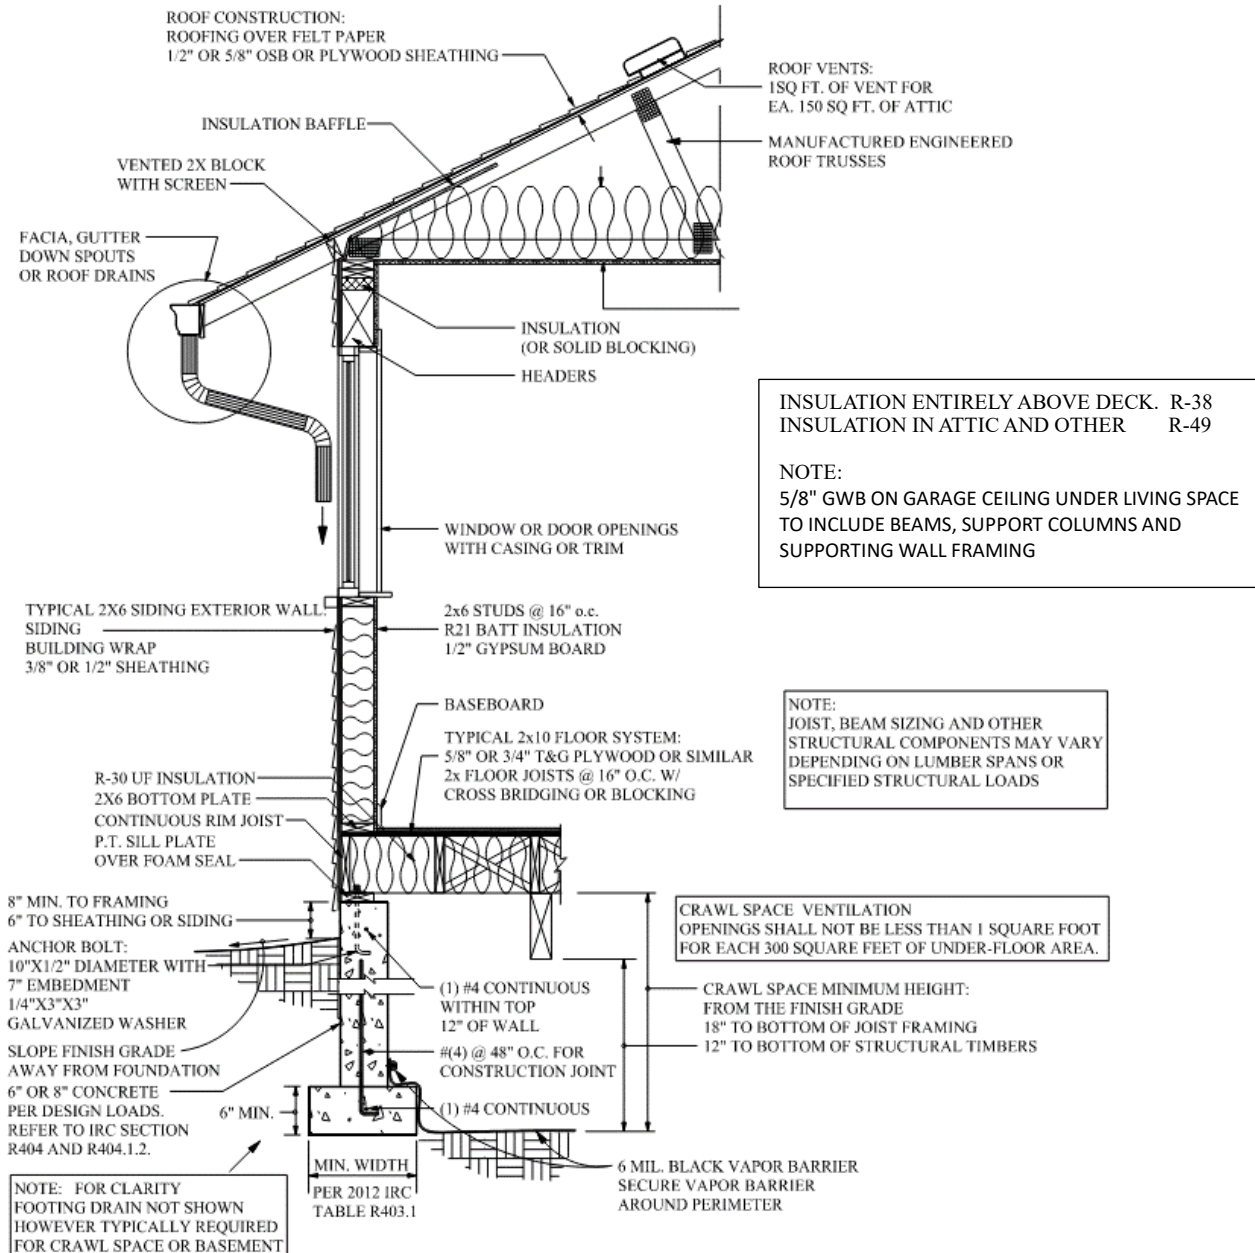 ROOF CONSTRUCTION:
ROOFING OVER FELT PAPER
1/2" OR 5/8" OSB OR PLYWOOD SHEATHING
ROOF VENTS:
1SQ FT. OF VENT FOR
EA. 150 SQ FT. OF ATTIC
INSULATION BAFFLE
MANUFACTURED ENGINEERED
ROOF TRUSSES
VENTED 2X BLOCK
WITH SCREEN
FACIA, GUTTER
DOWN SPOUTS
OR ROOF DRAINS
INSULATION
(OR SOLID BLOCKING)
HEADERS
INSULATION ENTIRELY ABOVE DECK. R-38
INSULATION IN ATTIC AND OTHER R-49
NOTE:
5/8" GWB ON GARAGE CEILING UNDER LIVING SPACE
TO INCLUDE BEAMS, SUPPORT COLUMNS AND
SUPPORTING WALL FRAMING
WINDOW OR DOOR OPENINGS
WITH CASING OR TRIM
TYPICAL 2X6 SIDING EXTERIOR WALL:
SIDING
BUILDING WRAP
3/8" OR 1/2" SHEATHING
2x6 STUDS @ 16" o.c.
R21 BATT INSULATION
1/2" GYPSUM BOARD
BASEBOARD
TYPICAL 2x10 FLOOR SYSTEM:
5/8" OR 3/4" T&G PLYWOOD OR SIMILAR
2x FLOOR JOISTS @ 16" O.C. W/
CROSS BRIDGING OR BLOCKING
NOTE:
JOIST, BEAM SIZING AND OTHER
STRUCTURAL COMPONENTS MAY VARY
DEPENDING ON LUMBER SPANS OR
SPECIFIED STRUCTURAL LOADS
R-30 UF INSULATION
2X6 BOTTOM PLATE
CONTINUOUS RIM JOIST
P.T. SILL PLATE
OVER FOAM SEAL
8" MIN. TO FRAMING
6" TO SHEATHING OR SIDING
ANCHOR BOLT:
10"X1/2" DIAMETER WITH
7" EMBEDMENT
1/4"X3"X3"
GALVANIZED WASHER
SLOPE FINISH GRADE
AWAY FROM FOUNDATION
6" OR 8" CONCRETE
PER DESIGN LOADS.
REFER TO IRC SECTION
R404 AND R404.1.2.
CRAWL SPACE VENTILATION
OPENINGS SHALL NOT BE LESS THAN 1 SQUARE FOOT
FOR EACH 300 SQUARE FEET OF UNDER-FLOOR AREA.
(1) #4 CONTINUOUS
WITHIN TOP
12" OF WALL
#(4) @ 48" O.C. FOR
CONSTRUCTION JOINT
(1) #4 CONTINUOUS
CRAWL SPACE MINIMUM HEIGHT:
FROM THE FINISH GRADE
18" TO BOTTOM OF JOIST FRAMING
12" TO BOTTOM OF STRUCTURAL TIMBERS
6" MIN.
MIN. WIDTH
PER 2012 IRC
TABLE R403.1
6 MIL. BLACK VAPOR BARRIER
SECURE VAPOR BARRIER
AROUND PERIMETER
NOTE: FOR CLARITY
FOOTING DRAIN NOT SHOWN
HOWEVER TYPICALLY REQUIRED
FOR CRAWL SPACE OR BASEMENT